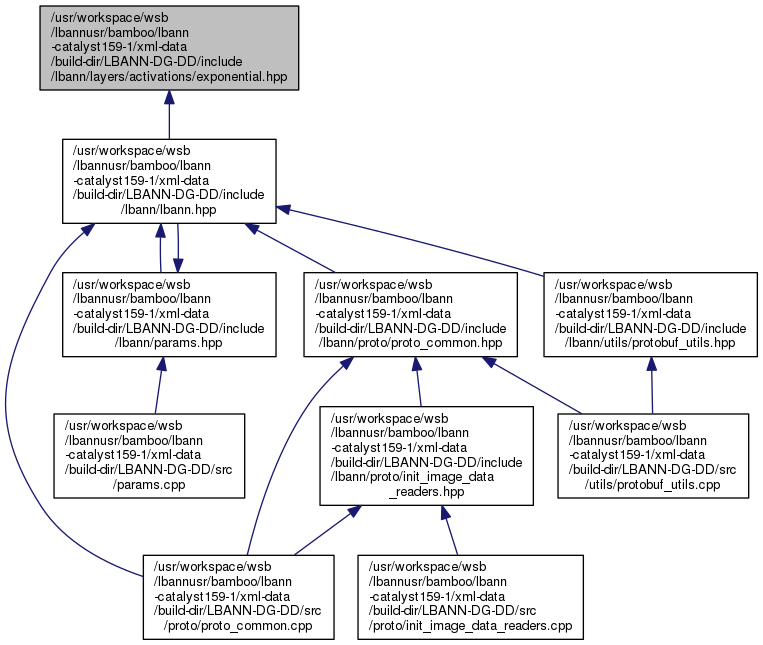 /usr/workspace/wsb
/lbannusr/bamboo/lbann
-catalyst159-1/xml-data
/build-dir/LBANN-DG-DD/include
/lbann/layers/activations/exponential.hpp
/usr/workspace/wsb
/lbannusr/bamboo/lbann
-catalyst159-1/xml-data
/build-dir/LBANN-DG-DD/include
/lbann/lbann.hpp
/usr/workspace/wsb
/lbannusr/bamboo/lbann
-catalyst159-1/xml-data
/build-dir/LBANN-DG-DD/include
/lbann/params.hpp
/usr/workspace/wsb
/lbannusr/bamboo/lbann
-catalyst159-1/xml-data
/build-dir/LBANN-DG-DD/include
/lbann/proto/proto_common.hpp
/usr/workspace/wsb
/lbannusr/bamboo/lbann
-catalyst159-1/xml-data
/build-dir/LBANN-DG-DD/include
/lbann/utils/protobuf_utils.hpp
/usr/workspace/wsb
/lbannusr/bamboo/lbann
-catalyst159-1/xml-data
/build-dir/LBANN-DG-DD/src
/params.cpp
/usr/workspace/wsb
/lbannusr/bamboo/lbann
-catalyst159-1/xml-data
/build-dir/LBANN-DG-DD/include
/lbann/proto/init_image_data
_readers.hpp
/usr/workspace/wsb
/lbannusr/bamboo/lbann
-catalyst159-1/xml-data
/build-dir/LBANN-DG-DD/src
/utils/protobuf_utils.cpp
/usr/workspace/wsb
/lbannusr/bamboo/lbann
-catalyst159-1/xml-data
/build-dir/LBANN-DG-DD/src
/proto/proto_common.cpp
/usr/workspace/wsb
/lbannusr/bamboo/lbann
-catalyst159-1/xml-data
/build-dir/LBANN-DG-DD/src
/proto/init_image_data_readers.cpp